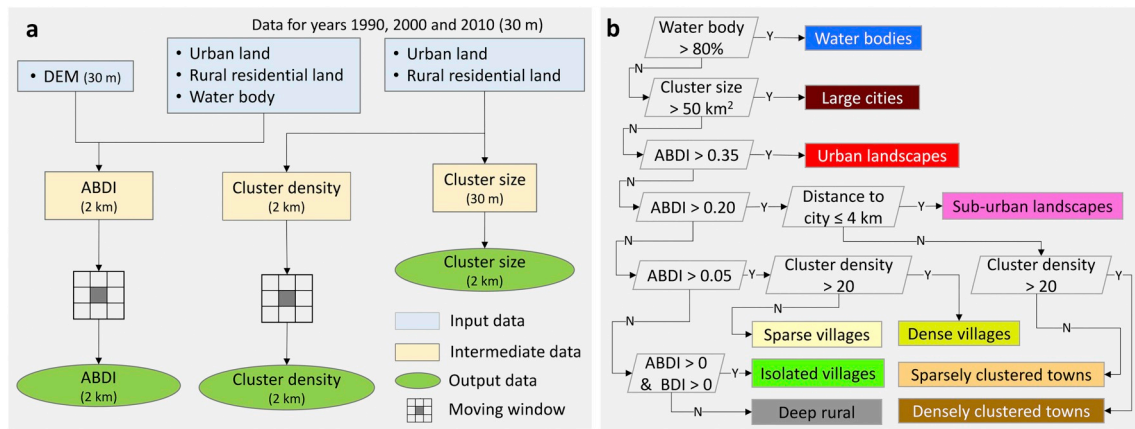 a
Data for years 1990, 2000 and 2010 (30 m)
• DEM (30 m)
• Urban land
• Rural residential land
• Water body
• Urban land
• Rural residential land
ABDI
(2 km)
Cluster density
(2 km)
Cluster size
(30 m)
Cluster size
(2 km)
ABDI
(2 km)
Cluster density
(2 km)
Input data
Intermediate data
Output data
Moving window
b
Water body
> 80%
Y
Water bodies
N
Cluster size
> 50 km²
Y
Large cities
N
ABDI > 0.35
Y
Urban landscapes
N
ABDI > 0.20
Y
Distance to
city ≤ 4 km
Y
Sub-urban landscapes
N
N
ABDI > 0.05
Y
Cluster density
> 20
Y
Cluster density
> 20
Y
N
N
N
Sparse villages
Dense villages
ABDI > 0
& BDI > 0
Y
Isolated villages
Sparsely clustered towns
N
Deep rural
Densely clustered towns